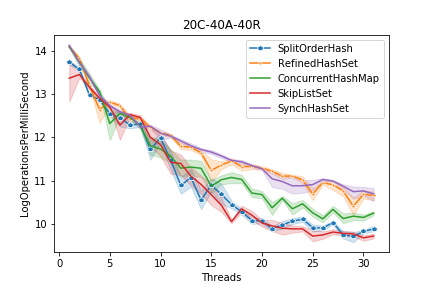 20C-40A-40R
SplitOrderHash
RefinedHashSet
ConcurrentHashMap
SkipListSet
SynchHashSet
LogOperationsPerMilliSecond
14
13
12
11
10
0 5 10 15 20 25 30
Threads